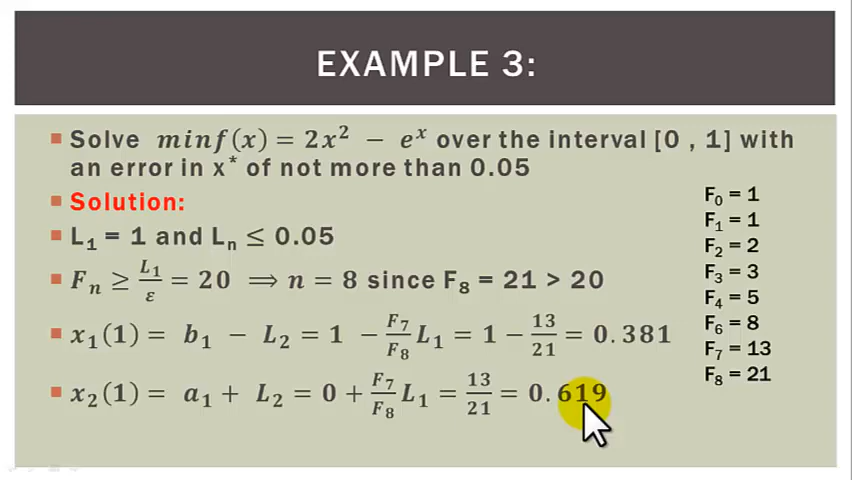 EXAMPLE 3:
Solve min f(x) = 2x² − eˣ over the interval [0 , 1] with
an error in x* of not more than 0.05
Solution:
L₁ = 1 and Lₙ ≤ 0.05
Fₙ ≥ L₁/ε = 20 ⟹ n = 8 since F₈ = 21 > 20
x₁(1) = b₁ − L₂ = 1 − F₇/F₈ L₁ = 1 − 13/21 = 0.381
x₂(1) = a₁ + L₂ = 0 + F₇/F₈ L₁ = 13/21 = 0.619
F₀ = 1
F₁ = 1
F₂ = 2
F₃ = 3
F₄ = 5
F₆ = 8
F₇ = 13
F₈ = 21